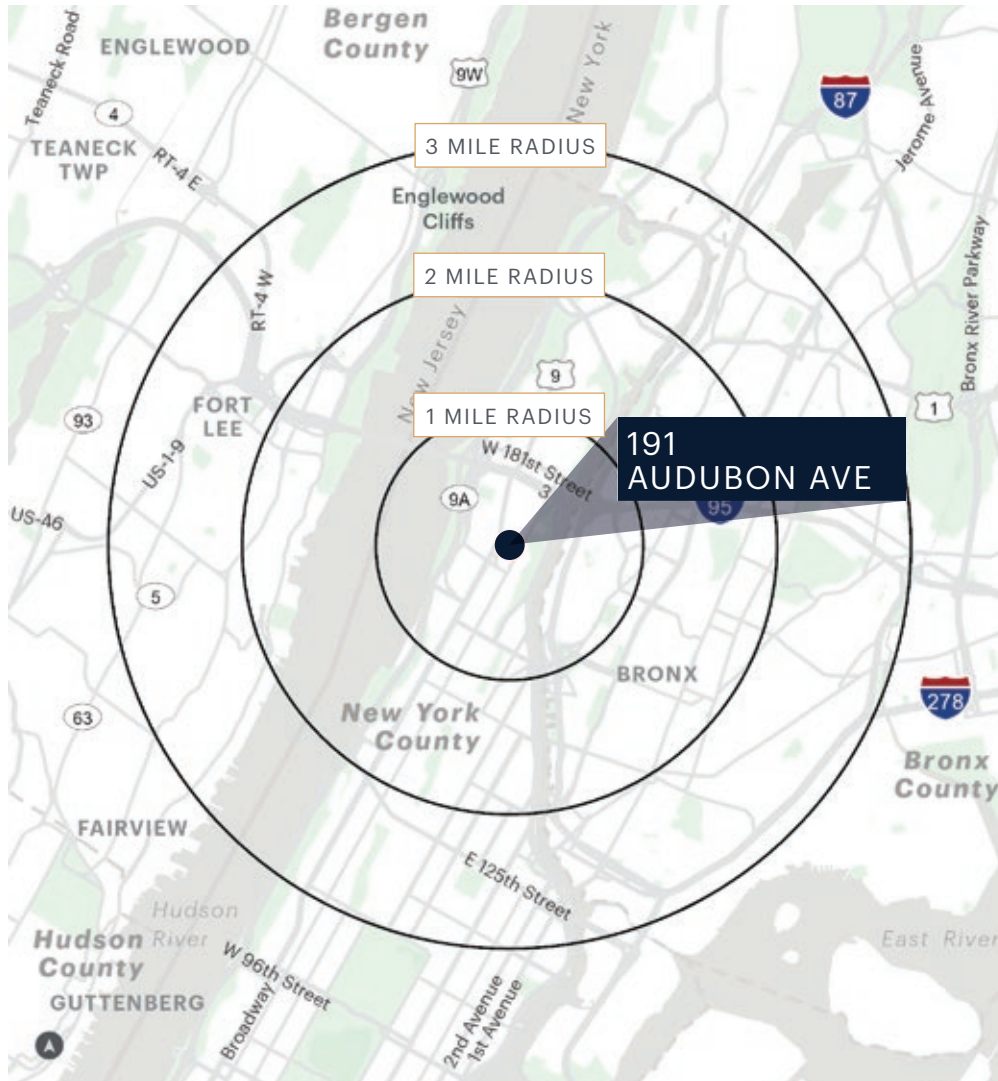 Bergen
County
ENGLEWOOD
Teaneck Road
9W
New York
87
Jerome Avenue
4
TEANECK
TWP
RT-4 E
3 MILE RADIUS
Englewood
Cliffs
2 MILE RADIUS
RT-4 W
New Jersey
Bronx River Parkway
9
1
93
FORT
LEE
1 MILE RADIUS
191
AUDUBON AVE
US-1-9
W 181st Street
3
9A
95
US-46
5
BRONX
63
New York
County
278
Bronx
County
FAIRVIEW
E 125th Street
Hudson
River
Hudson
County
East River
W 96th Street
GUTTENBERG
Broadway
2nd Avenue
1st Avenue
A